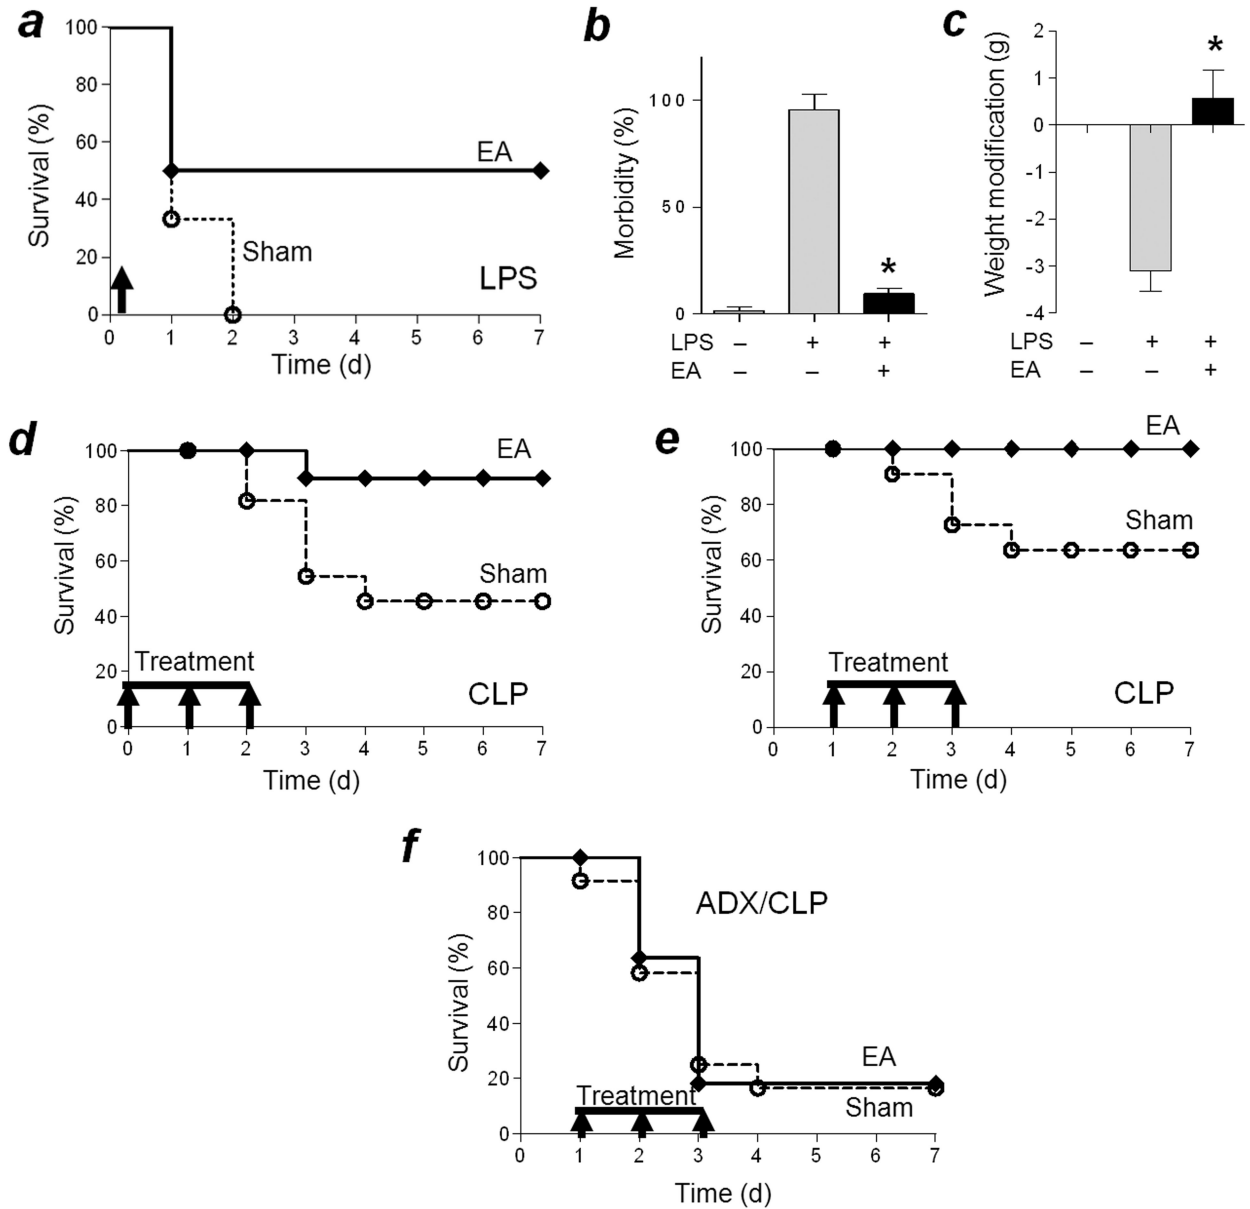 a
Survival (%)
100
80
60
40
20
0
0 1 2 3 4 5 6 7
Time (d)
EA
Sham
LPS
b
Morbidity (%)
100
50
0
*
LPS – + +
EA – – +
c
Weight modification (g)
2
1
0
-1
-2
-3
-4
*
LPS – + +
EA – – +
d
Survival (%)
100
80
60
40
20
0
0 1 2 3 4 5 6 7
Time (d)
EA
Sham
Treatment
CLP
e
Survival (%)
100
80
60
40
20
0
0 1 2 3 4 5 6 7
Time (d)
EA
Sham
Treatment
CLP
f
Survival (%)
100
80
60
40
20
0
0 1 2 3 4 5 6 7
Time (d)
ADX/CLP
EA
Treatment
Sham